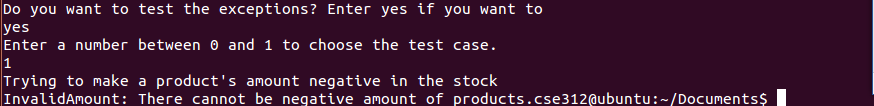 Do you want to test the exceptions? Enter yes if you want to
yes
Enter a number between 0 and 1 to choose the test case.
1
Trying to make a product's amount negative in the stock
InvalidAmount: There cannot be negative amount of products.cse312@ubuntu:~/Documents$